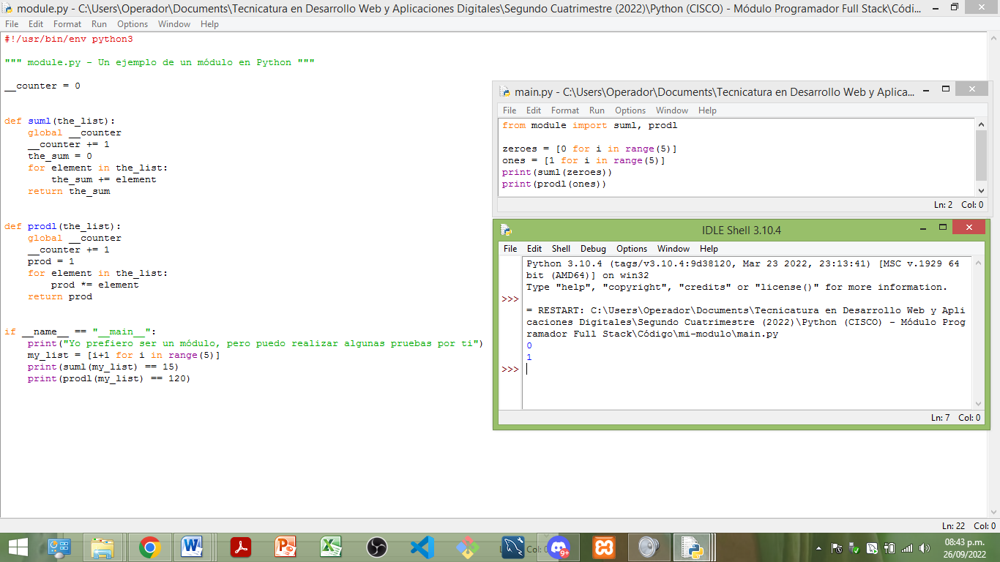 module.py - C:\Users\Operador\Documents\Tecnicatura en Desarrollo Web y Aplicaciones Digitales\Segundo Cuatrimestre (2022)\Python (CISCO) - Módulo Programador Full Stack\Códi...
File Edit Format Run Options Window Help
#!/usr/bin/env python3
""" module.py - Un ejemplo de un módulo en Python """
__counter = 0
def suml(the_list):
    global __counter
    __counter += 1
    the_sum = 0
    for element in the_list:
        the_sum += element
    return the_sum
def prodl(the_list):
    global __counter
    __counter += 1
    prod = 1
    for element in the_list:
        prod *= element
    return prod
if __name__ == "__main__":
    print("Yo prefiero ser un módulo, pero puedo realizar algunas pruebas por ti")
    my_list = [i+1 for i in range(5)]
    print(suml(my_list) == 15)
    print(prodl(my_list) == 120)
main.py - C:\Users\Operador\Documents\Tecnicatura en Desarrollo Web y Aplica...
File Edit Format Run Options Window Help
from module import suml, prodl
zeroes = [0 for i in range(5)]
ones = [1 for i in range(5)]
print(suml(zeroes))
print(prodl(ones))
Ln: 2 Col: 0
IDLE Shell 3.10.4
File Edit Shell Debug Options Window Help
Python 3.10.4 (tags/v3.10.4:9d38120, Mar 23 2022, 23:13:41) [MSC v.1929 64
bit (AMD64)] on win32
Type "help", "copyright", "credits" or "license()" for more information.
>>>
= RESTART: C:\Users\Operador\Documents\Tecnicatura en Desarrollo Web y Apli
caciones Digitales\Segundo Cuatrimestre (2022)\Python (CISCO) - Módulo Prog
ramador Full Stack\Código\mi-modulo\main.py
0
1
>>>
Ln: 7 Col: 0
Ln: 22 Col: 0
9+
08:43 p.m.
26/09/2022